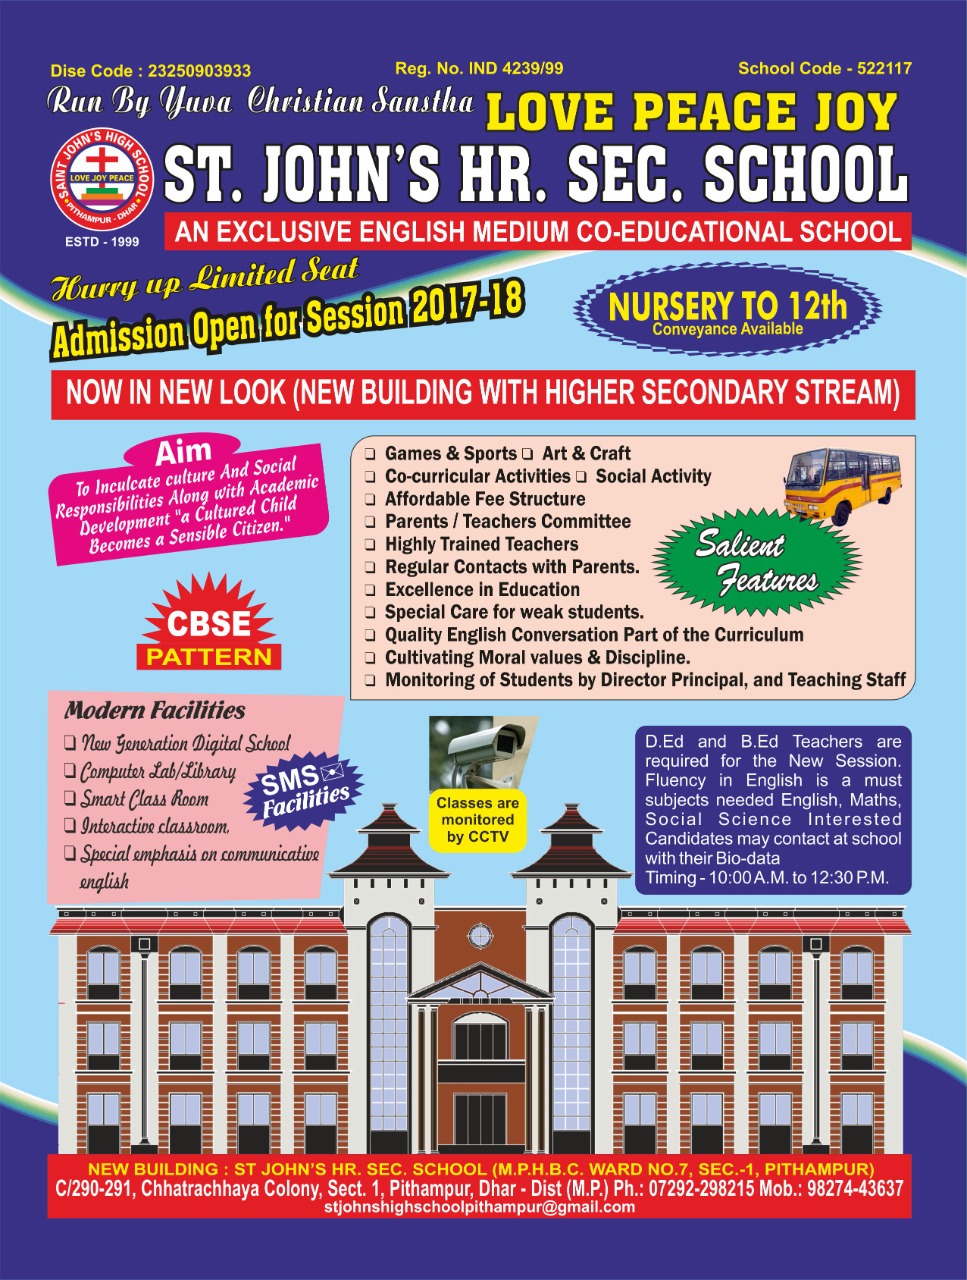 Dise Code : 23250903933
Reg. No. IND 4239/99
School Code - 522117
Run By Yuva Christian Sanstha
LOVE PEACE JOY
SAINT JOHN'S HIGH SCHOOL
LOVE JOY PEACE
PITHAMPUR - DHAR
ESTD - 1999
ST. JOHN'S HR. SEC. SCHOOL
AN EXCLUSIVE ENGLISH MEDIUM CO-EDUCATIONAL SCHOOL
Hurry up Limited Seat
Admission Open for Session 2017-18
NURSERY TO 12th
Conveyance Available
NOW IN NEW LOOK (NEW BUILDING WITH HIGHER SECONDARY STREAM)
Aim
To Inculcate culture And Social
Responsibilities Along with Academic
Development "a Cultured Child
Becomes a Sensible Citizen."
CBSE
PATTERN
❏ Games & Sports ❏ Art & Craft
❏ Co-curricular Activities ❏ Social Activity
❏ Affordable Fee Structure
❏ Parents / Teachers Committee
❏ Highly Trained Teachers
❏ Regular Contacts with Parents.
❏ Excellence in Education
❏ Special Care for weak students.
❏ Quality English Conversation Part of the Curriculum
❏ Cultivating Moral values & Discipline.
❏ Monitoring of Students by Director Principal, and Teaching Staff
Salient
Features
Modern Facilities
❏ New Generation Digital School
❏ Computer Lab/Library
❏ Smart Class Room
❏ Interactive classroom,
❏ Special emphasis on communicative
english
SMS
Facilities
Classes are
monitored
by CCTV
D.Ed and B.Ed Teachers are
required for the New Session.
Fluency in English is a must
subjects needed English, Maths,
Social Science Interested
Candidates may contact at school
with their Bio-data
Timing - 10:00 A.M. to 12:30 P.M.
NEW BUILDING : ST JOHN'S HR. SEC. SCHOOL (M.P.H.B.C. WARD NO.7, SEC.-1, PITHAMPUR)
C/290-291, Chhatrachhaya Colony, Sect. 1, Pithampur, Dhar - Dist (M.P.) Ph.: 07292-298215 Mob.: 98274-43637
stjohnshighschoolpithampur@gmail.com